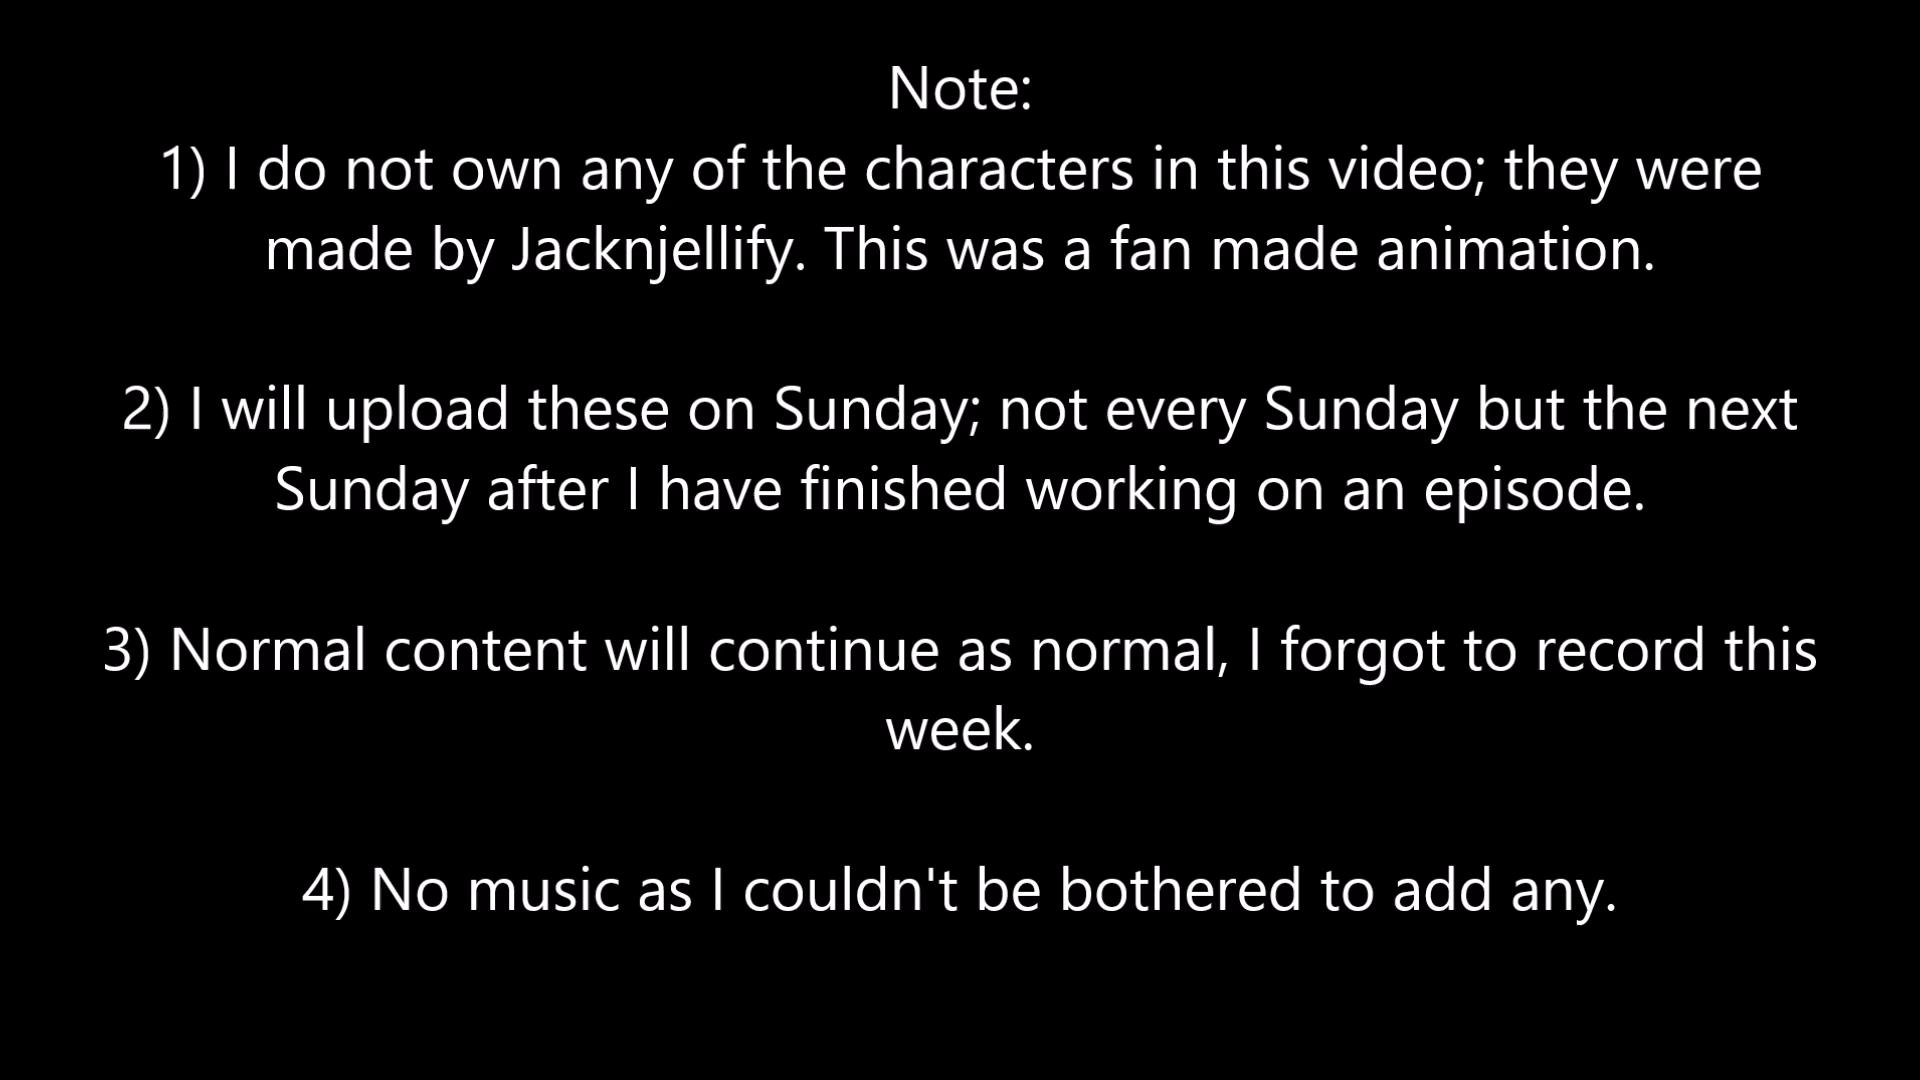 Note:
1) I do not own any of the characters in this video; they were
made by Jacknjellify. This was a fan made animation.
2) I will upload these on Sunday; not every Sunday but the next
Sunday after I have finished working on an episode.
3) Normal content will continue as normal, I forgot to record this
week.
4) No music as I couldn't be bothered to add any.